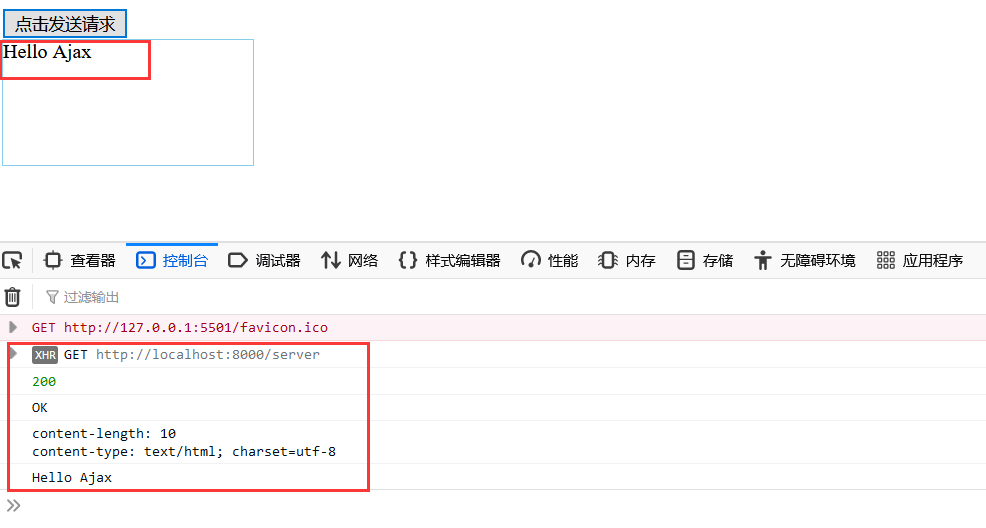 点击发送请求
Hello Ajax
查看器 控制台 调试器 网络 样式编辑器 性能 内存 存储 无障碍环境 应用程序
过滤输出
GET http://127.0.0.1:5501/favicon.ico
XHR GET http://localhost:8000/server
200
OK
content-length: 10
content-type: text/html; charset=utf-8
Hello Ajax